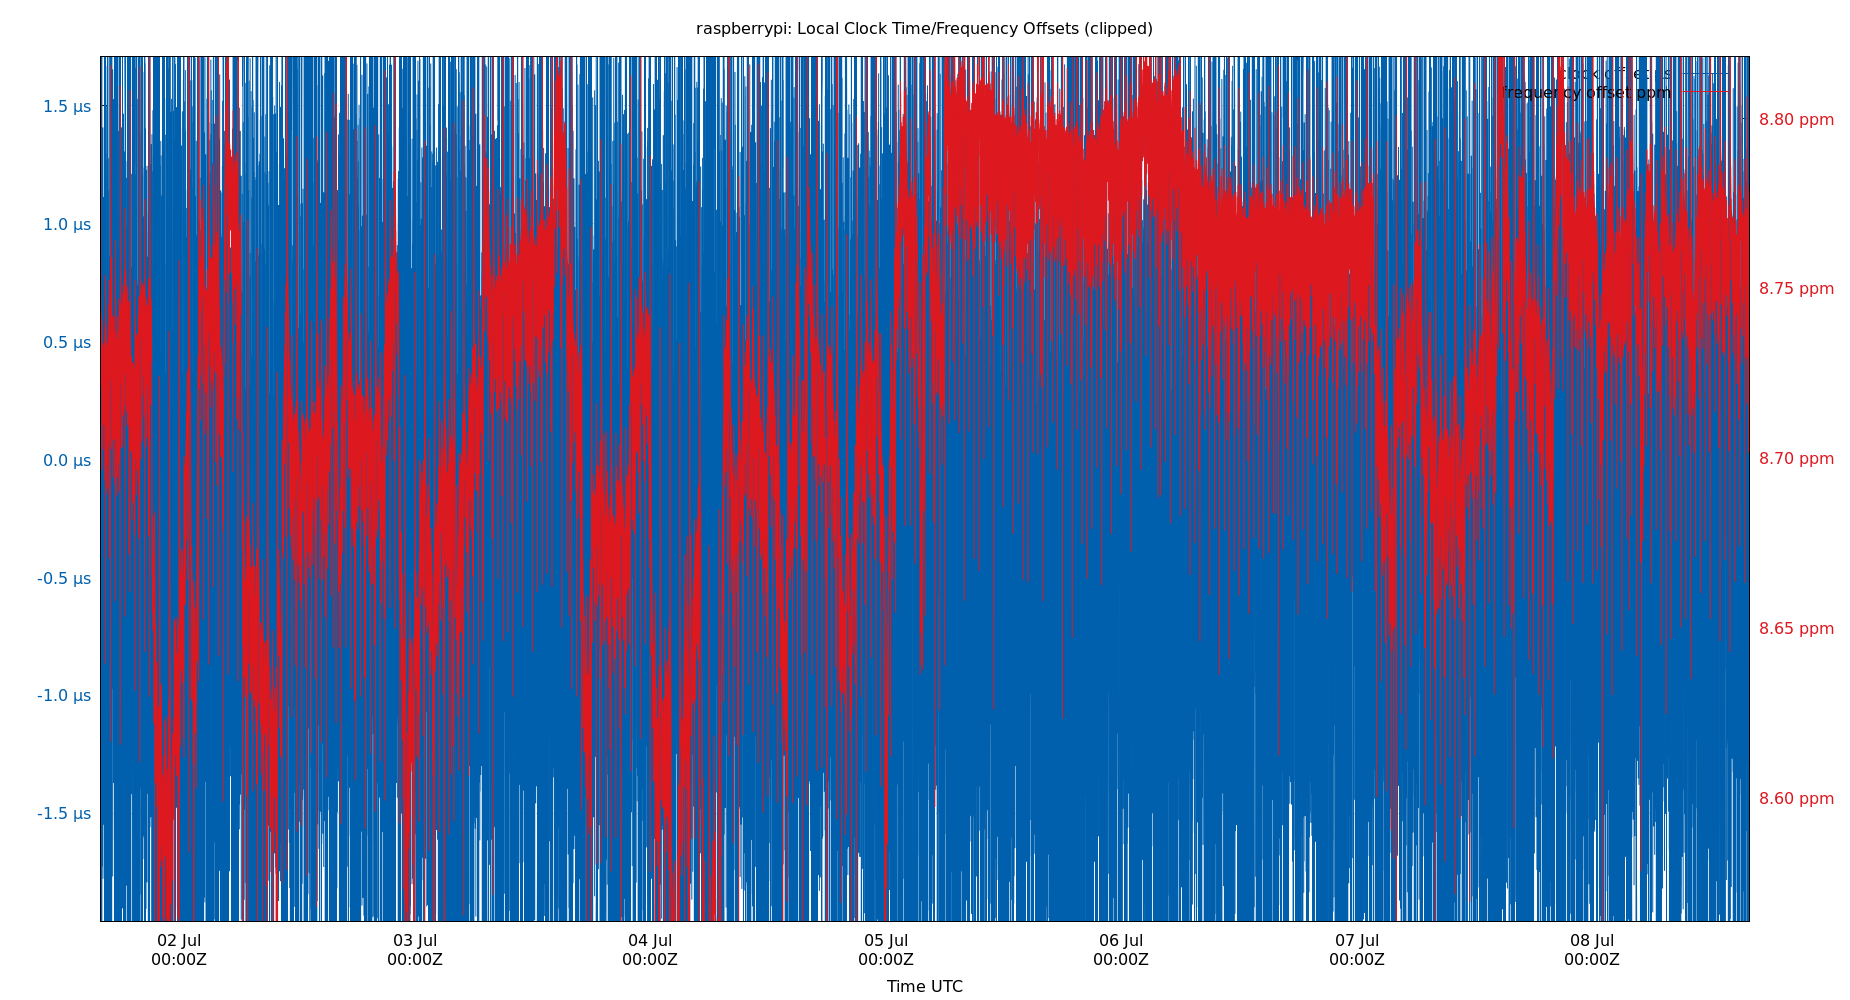 raspberrypi: Local Clock Time/Frequency Offsets (clipped)
clock offset µs
frequency offset ppm
1.5 µs
1.0 µs
0.5 µs
0.0 µs
-0.5 µs
-1.0 µs
-1.5 µs
8.80 ppm
8.75 ppm
8.70 ppm
8.65 ppm
8.60 ppm
02 Jul 03 Jul 04 Jul 05 Jul 06 Jul 07 Jul 08 Jul
00:00Z 00:00Z 00:00Z 00:00Z 00:00Z 00:00Z 00:00Z
Time UTC